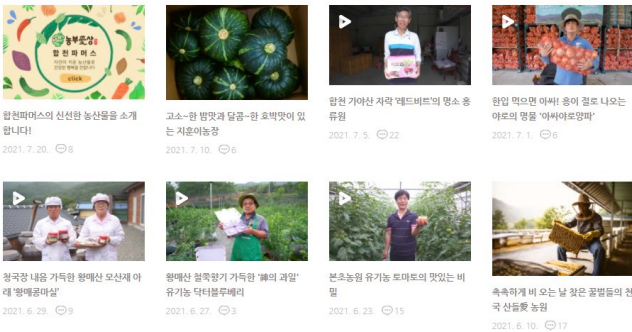 농부릇상
합천파머스
click
합천파머스의 신선한 농산물을 소개
합니다!
2021. 7. 20. 8
고소~한 밤맛과 달콤~한 호박맛이 있
는 지훈이농장
2021. 7. 10. 6
합천 가야산 자락 '레드비트'의 명소 홍
류원
2021. 7. 5. 22
한입 먹으면 아싸! 흥이 절로 나오는
야로의 명물 '아싸야로양파'
2021. 7. 1. 6
청국장 내음 가득한 황매산 모산재 아
래 '황매콩마실'
2021. 6. 29. 9
황매산 철쭉향기 가득한 '神의 과일'
유기농 닥터블루베리
2021. 6. 27. 3
본초농원 유기농 토마토의 맛있는 비
밀
2021. 6. 23. 15
촉촉하게 비 오는 날 찾은 꿀벌들의 천
국 산들愛 농원
2021. 6. 10. 17